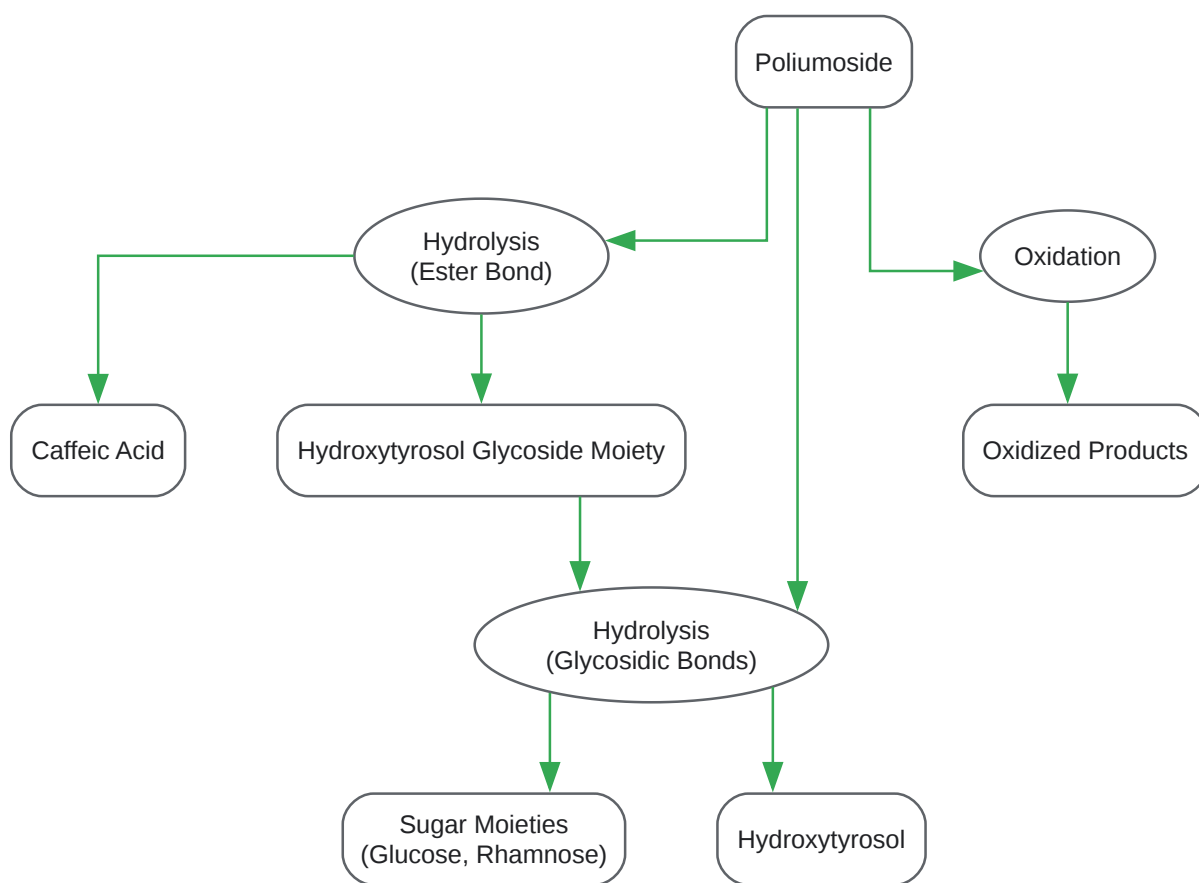 Poliumoside
Hydrolysis
(Ester Bond)
Oxidation
Caffeic Acid
Hydroxytyrosol Glycoside Moiety
Oxidized Products
Hydrolysis
(Glycosidic Bonds)
Sugar Moieties
(Glucose, Rhamnose)
Hydroxytyrosol